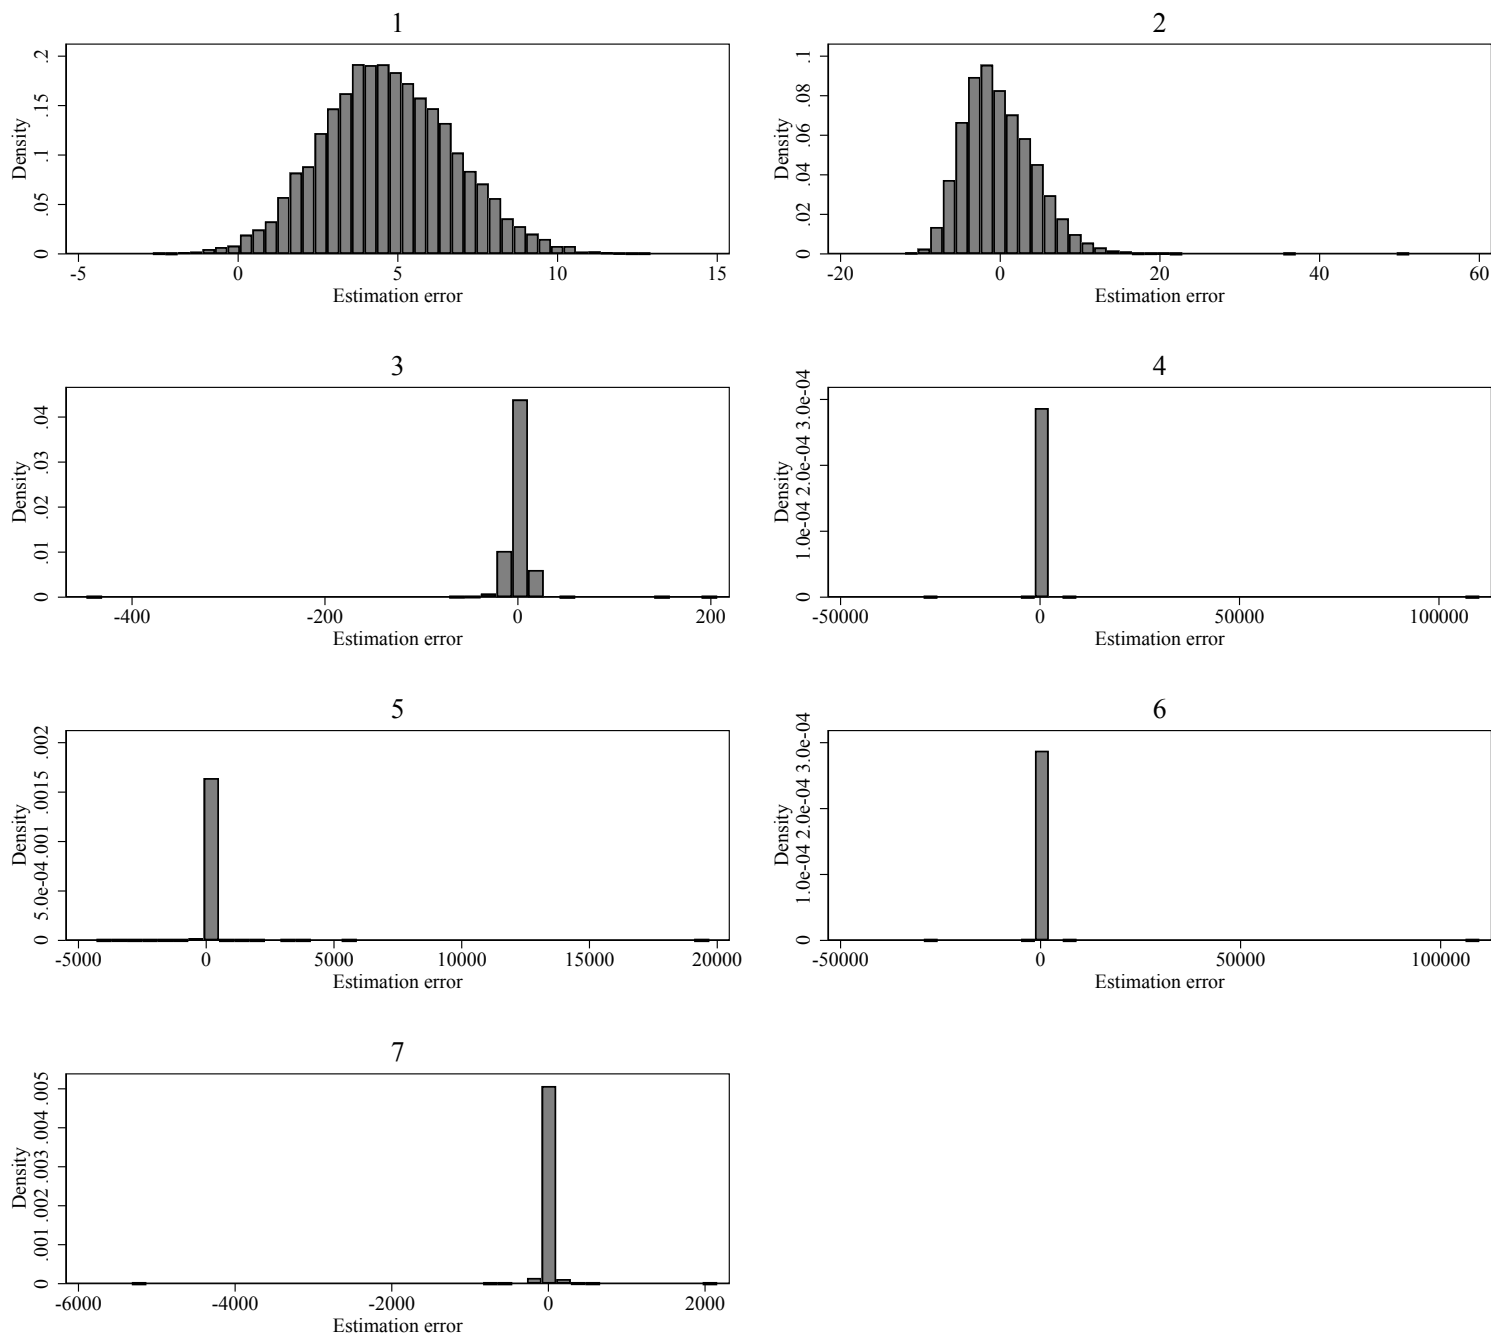 1
Density
0 .05 .1 .15 .2
-5 0 5 10 15
Estimation error
2
Density
0 .02 .04 .06 .08 .1
-20 0 20 40 60
Estimation error
3
Density
0 .01 .02 .03 .04
-400 -200 0 200
Estimation error
4
Density
0 1.0e-04 2.0e-04 3.0e-04
-50000 0 50000 100000
Estimation error
5
Density
0 5.0e-04 .001 .0015 .002
-5000 0 5000 10000 15000 20000
Estimation error
6
Density
0 1.0e-04 2.0e-04 3.0e-04
-50000 0 50000 100000
Estimation error
7
Density
0 .001 .002 .003 .004 .005
-6000 -4000 -2000 0 2000
Estimation error